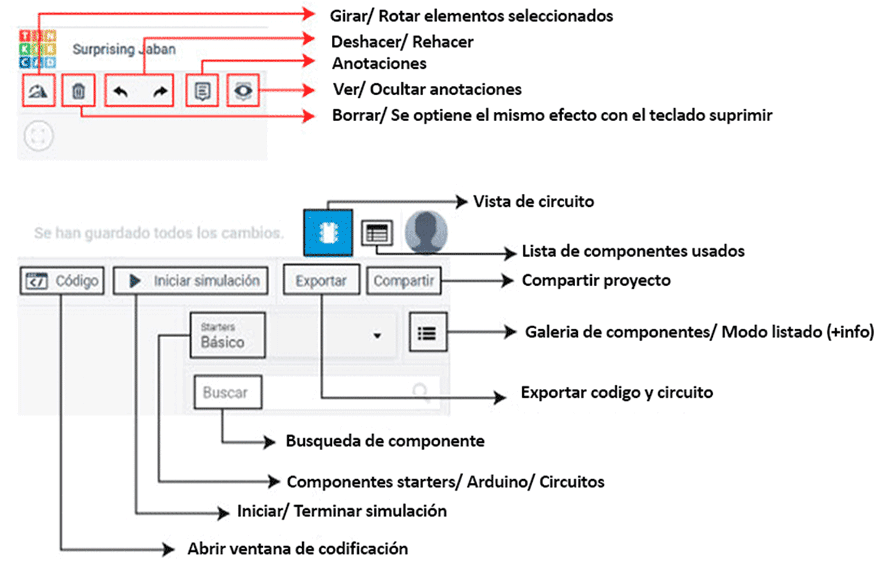 Girar/ Rotar elementos seleccionados
Deshacer/ Rehacer
TIN
KER
CAD
Surprising Jaban
Anotaciones
Ver/ Ocultar anotaciones
Borrar/ Se optiene el mismo efecto con el teclado suprimir
Vista de circuito
Se han guardado todos los cambios.
Lista de componentes usados
Código
Iniciar simulación
Exportar
Compartir
Compartir proyecto
Starters
Básico
Galeria de componentes/ Modo listado (+info)
Buscar
Exportar codigo y circuito
Busqueda de componente
Componentes starters/ Arduino/ Circuitos
Iniciar/ Terminar simulación
Abrir ventana de codificación